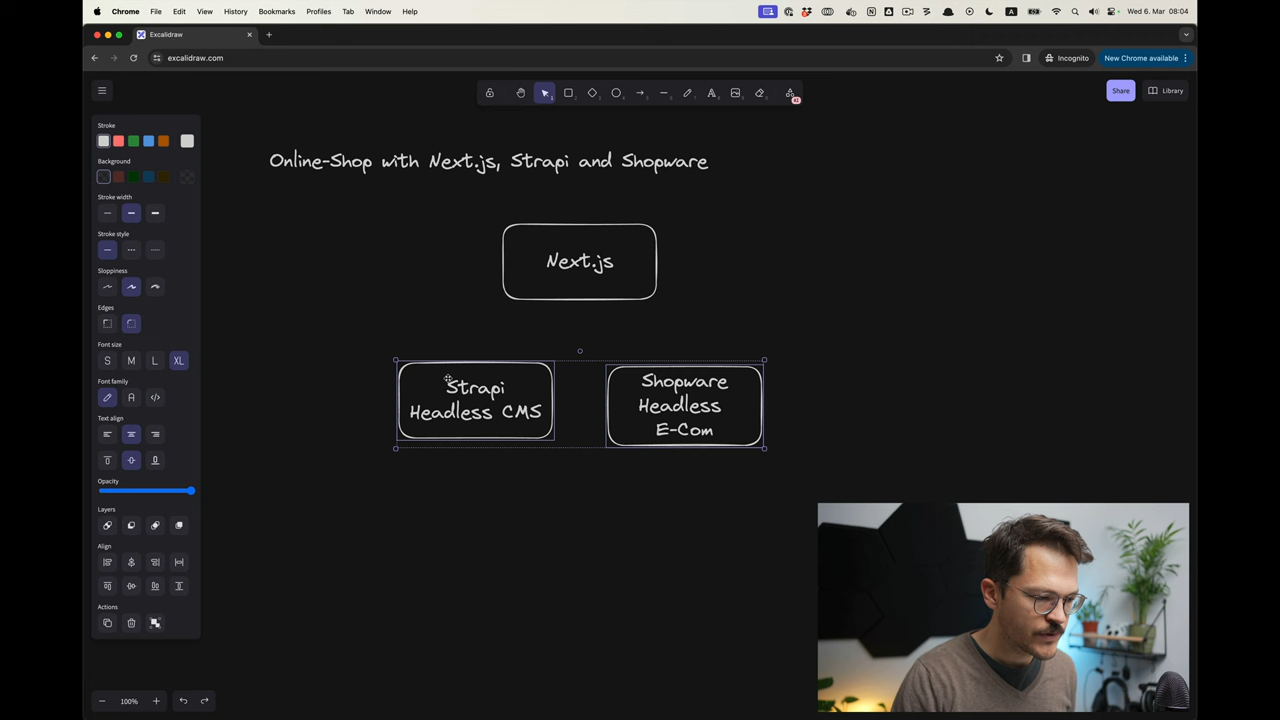 Chrome File Edit View History Bookmarks Profiles Tab Window Help
A
Wed 6. Mar 08:04
Excalidraw
excalidraw.com
Incognito
New Chrome available
Share
Library
AI
Stroke
Background
Stroke width
Stroke style
Sloppiness
Edges
Font size
S M L XL
Font family
A
Text align
Opacity
Layers
Align
Actions
100%
Online-Shop with Next.js, Strapi and Shopware
Next.js
Strapi
Headless CMS
Shopware
Headless
E-Com